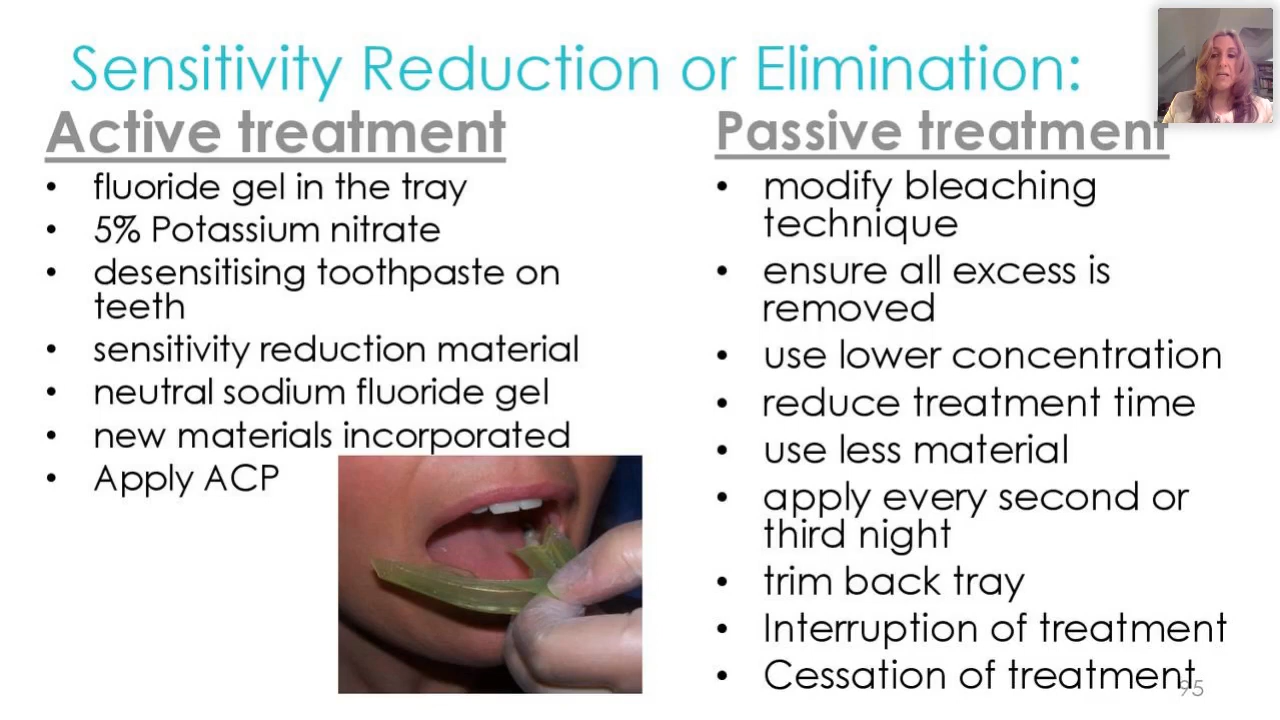 Sensitivity Reduction or Elimination:
Active treatment
• fluoride gel in the tray
• 5% Potassium nitrate
• desensitising toothpaste on
teeth
• sensitivity reduction material
• neutral sodium fluoride gel
• new materials incorporated
• Apply ACP
Passive treatment
• modify bleaching
technique
• ensure all excess is
removed
• use lower concentration
• reduce treatment time
• use less material
• apply every second or
third night
• trim back tray
• Interruption of treatment
• Cessation of treatment
95